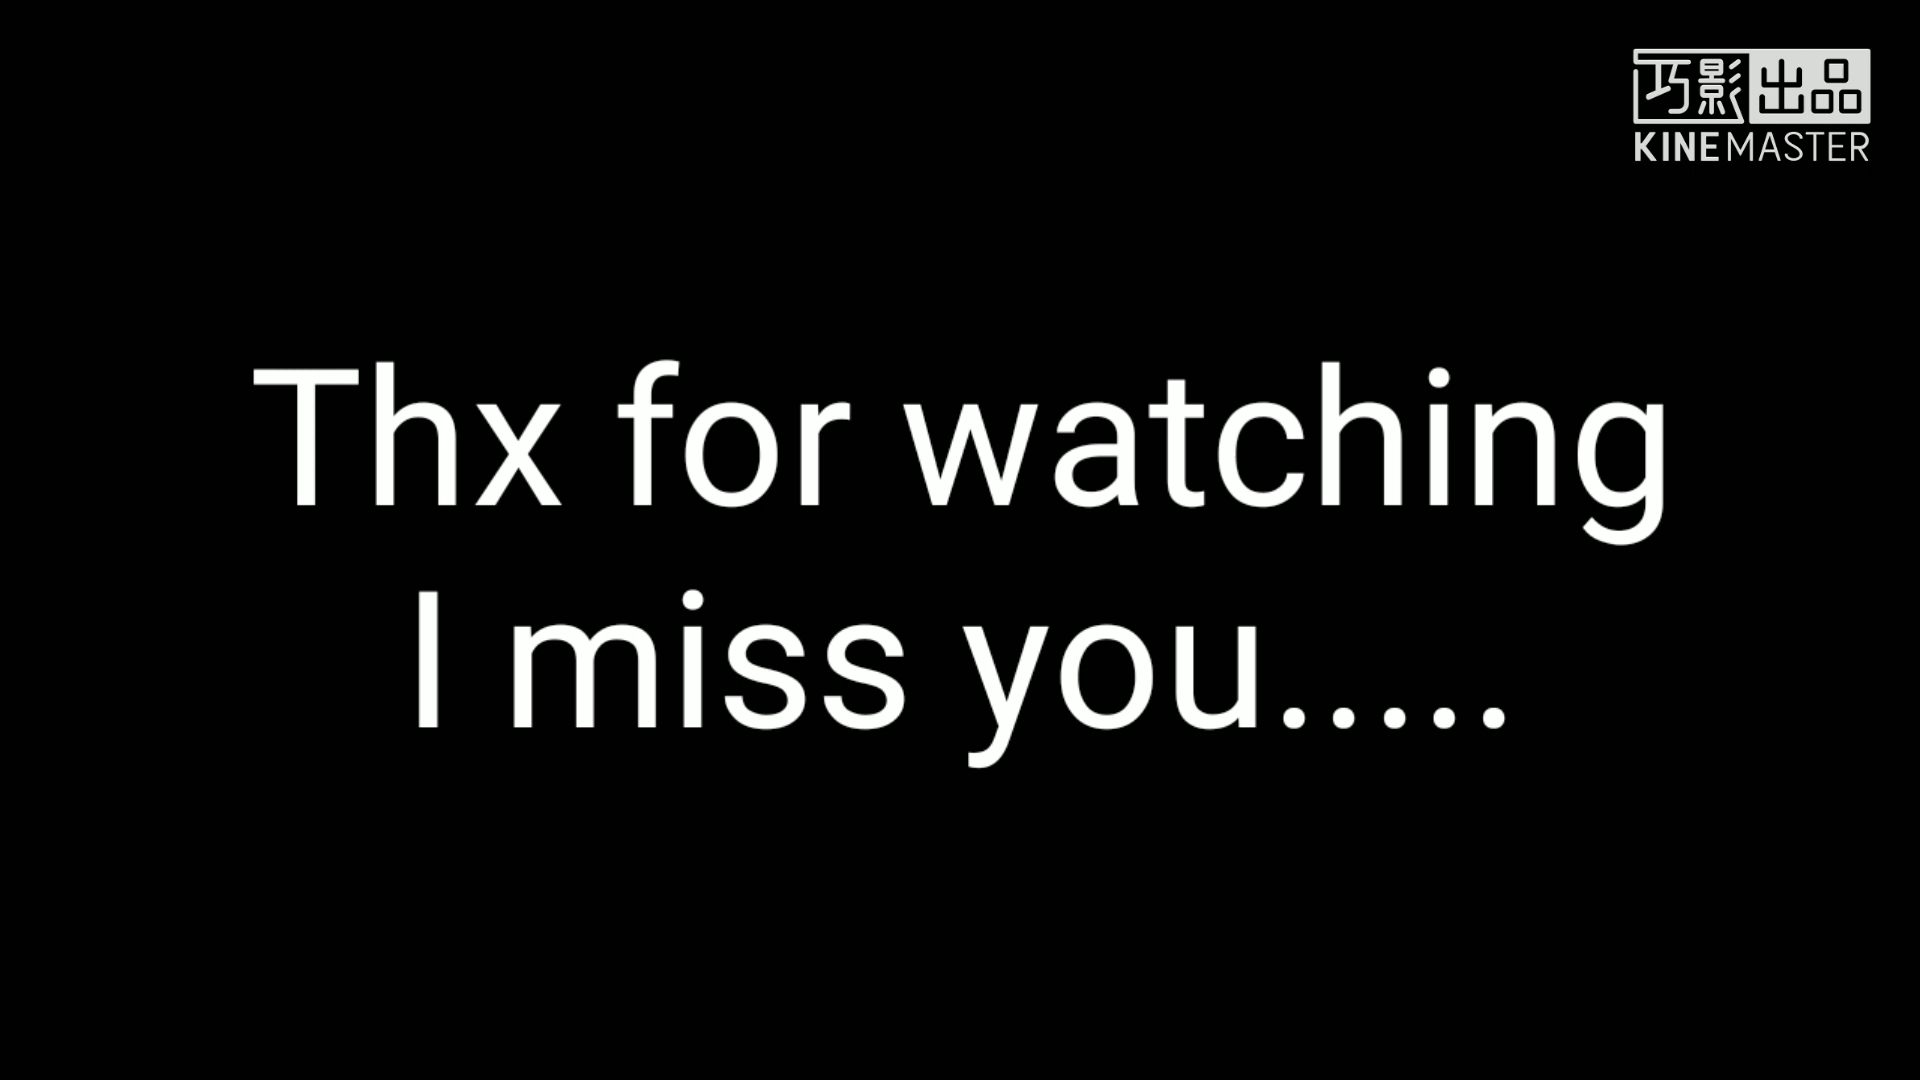 巧影出品
KINEMASTER
Thx for watching
I miss you.....